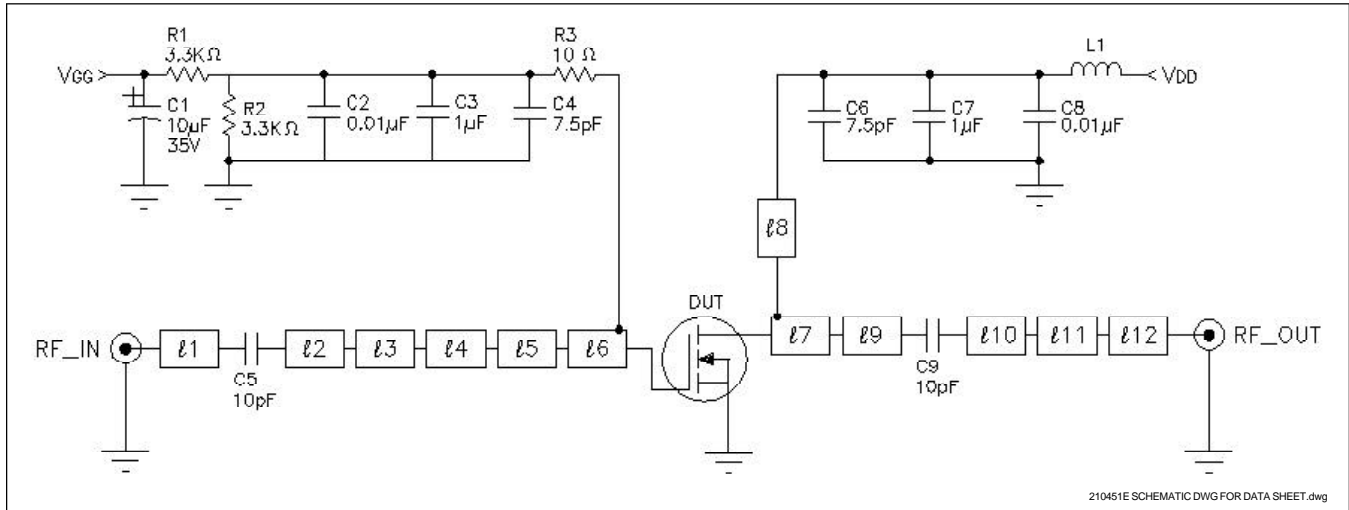 R1
3.3KΩ
R3
10 Ω
L1
VGG
VDD
C1
10µF
35V
R2
3.3KΩ
C2
0.01µF
C3
1µF
C4
7.5pF
C6
7.5pF
C7
1µF
C8
0.01µF
ℓ8
DUT
RF_IN
ℓ1
C5
10pF
ℓ2
ℓ3
ℓ4
ℓ5
ℓ6
ℓ7
ℓ9
C9
10pF
ℓ10
ℓ11
ℓ12
RF_OUT
210451E SCHEMATIC DWG FOR DATA SHEET.dwg